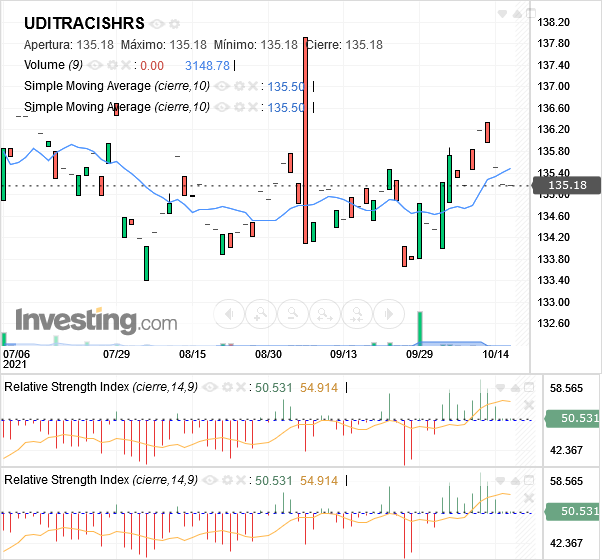 UDITRACISHRS
Apertura: 135.18 Máximo: 135.18 Mínimo: 135.18 Cierre: 135.18
Volume (9) : 0.00 3148.78
Simple Moving Average (cierre,10) : 135.50
Simple Moving Average (cierre,10) : 135.50
138.20
137.80
137.40
137.00
136.60
136.20
135.80
135.40
135.18
135.00
134.60
134.20
133.80
133.40
133.00
132.60
Investing.com
07/06 07/29 08/15 08/30 09/13 09/29 10/14
2021
Relative Strength Index (cierre,14,9) : 50.531 54.914
58.565
50.531
42.367
Relative Strength Index (cierre,14,9) : 50.531 54.914
58.565
50.531
42.367